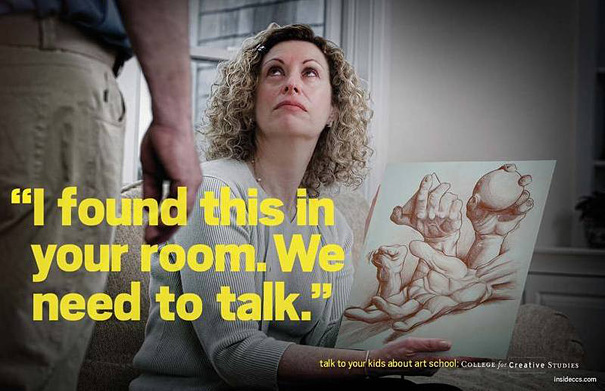 “I found this in
your room. We
need to talk.”
talk to your kids about art school: COLLEGE for CREATIVE STUDIES
insideccs.com